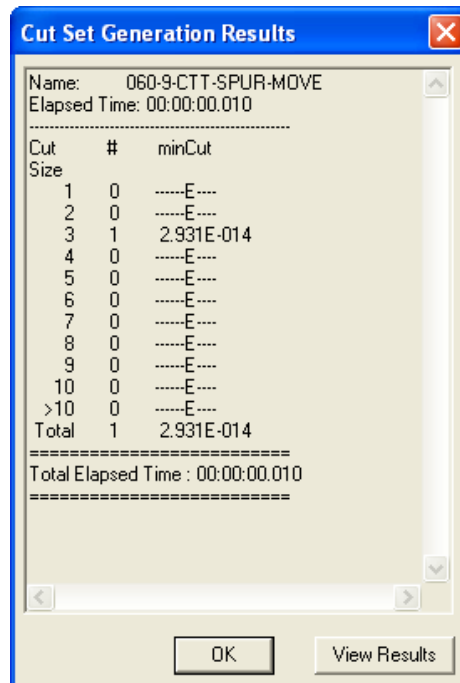 Cut Set Generation Results
Name: 060-9-CTT-SPUR-MOVE
Elapsed Time: 00:00:00.010
--------------------------------------------------
Cut # minCut
Size
1 0 ------E----
2 0 ------E----
3 1 2.931E-014
4 0 ------E----
5 0 ------E----
6 0 ------E----
7 0 ------E----
8 0 ------E----
9 0 ------E----
10 0 ------E----
>10 0 ------E----
Total 1 2.931E-014
===========================
Total Elapsed Time : 00:00:00.010
===========================
OK View Results